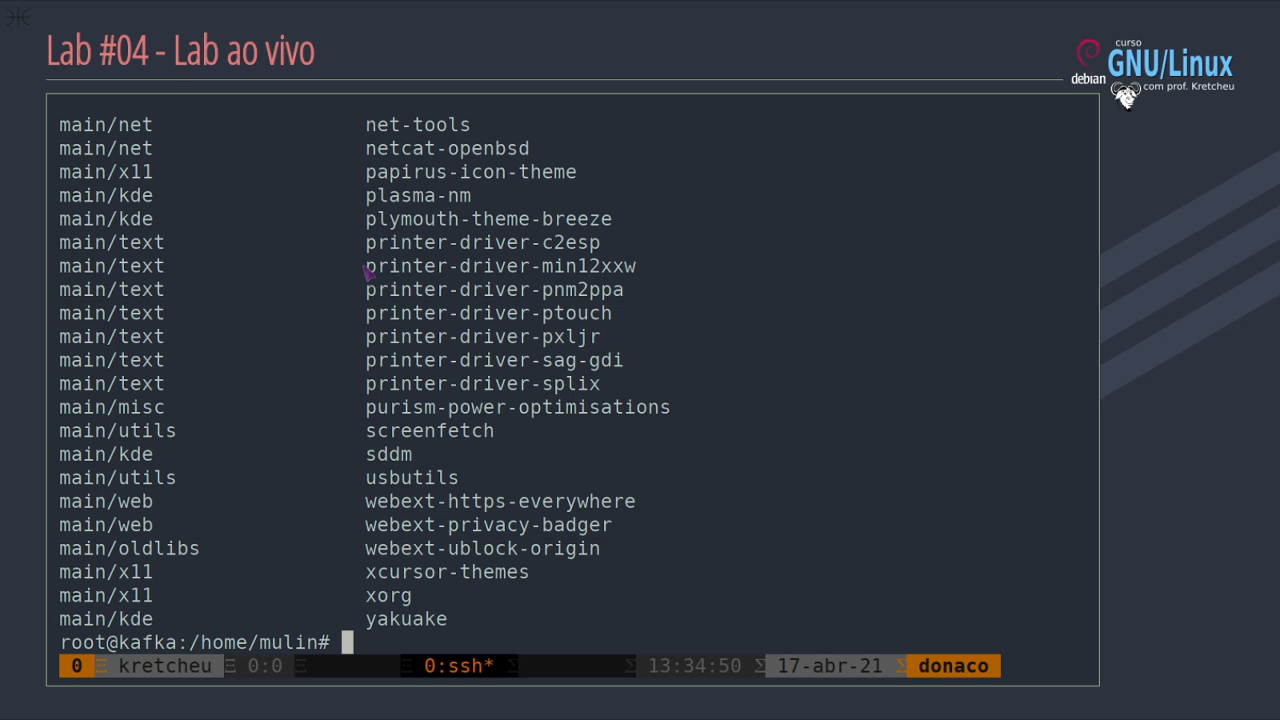 Lab #04 - Lab ao vivo
curso
GNU/Linux
debian
com prof. Kretcheu
main/net net-tools
main/net netcat-openbsd
main/x11 papirus-icon-theme
main/kde plasma-nm
main/kde plymouth-theme-breeze
main/text printer-driver-c2esp
main/text printer-driver-min12xxw
main/text printer-driver-pnm2ppa
main/text printer-driver-ptouch
main/text printer-driver-pxljr
main/text printer-driver-sag-gdi
main/text printer-driver-splix
main/misc purism-power-optimisations
main/utils screenfetch
main/kde sddm
main/utils usbutils
main/web webext-https-everywhere
main/web webext-privacy-badger
main/oldlibs webext-ublock-origin
main/x11 xcursor-themes
main/x11 xorg
main/kde yakuake
root@kafka:/home/mulin#
0 Ξ kretcheu Ξ 0:0 Ξ 0:ssh* Σ Σ 13:34:50 Σ 17-abr-21 Σ donaco